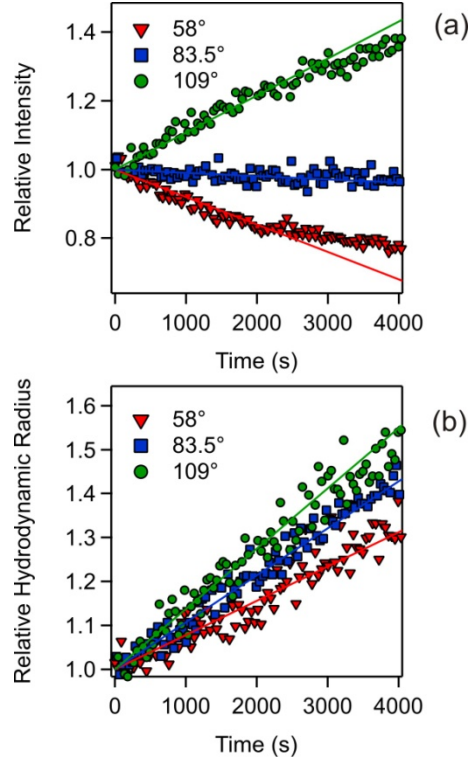 (a)
58°
83.5°
109°
1.4
1.2
1.0
0.8
Relative Intensity
0 1000 2000 3000 4000
Time (s)
(b)
58°
83.5°
109°
1.6
1.5
1.4
1.3
1.2
1.1
1.0
Relative Hydrodynamic Radius
0 1000 2000 3000 4000
Time (s)